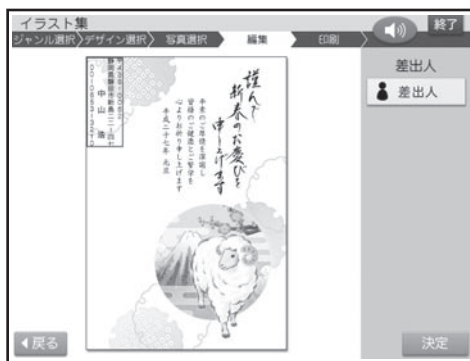 イラスト集
終了
ジャンル選択
デザイン選択
写真選択
編集
印刷
差出人
差出人
謹んで
新春のお慶びを
申し上げます
平素のご厚情を深謝し
皆様のご健康とご繁栄を
心よりお祈り申し上げます
平成二十七年 元旦
中山 浩
戻る
決定